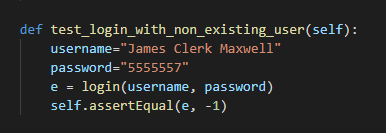 def test_login_with_non_existing_user(self):
    username="James Clerk Maxwell"
    password="5555557"
    e = login(username, password)
    self.assertEqual(e, -1)